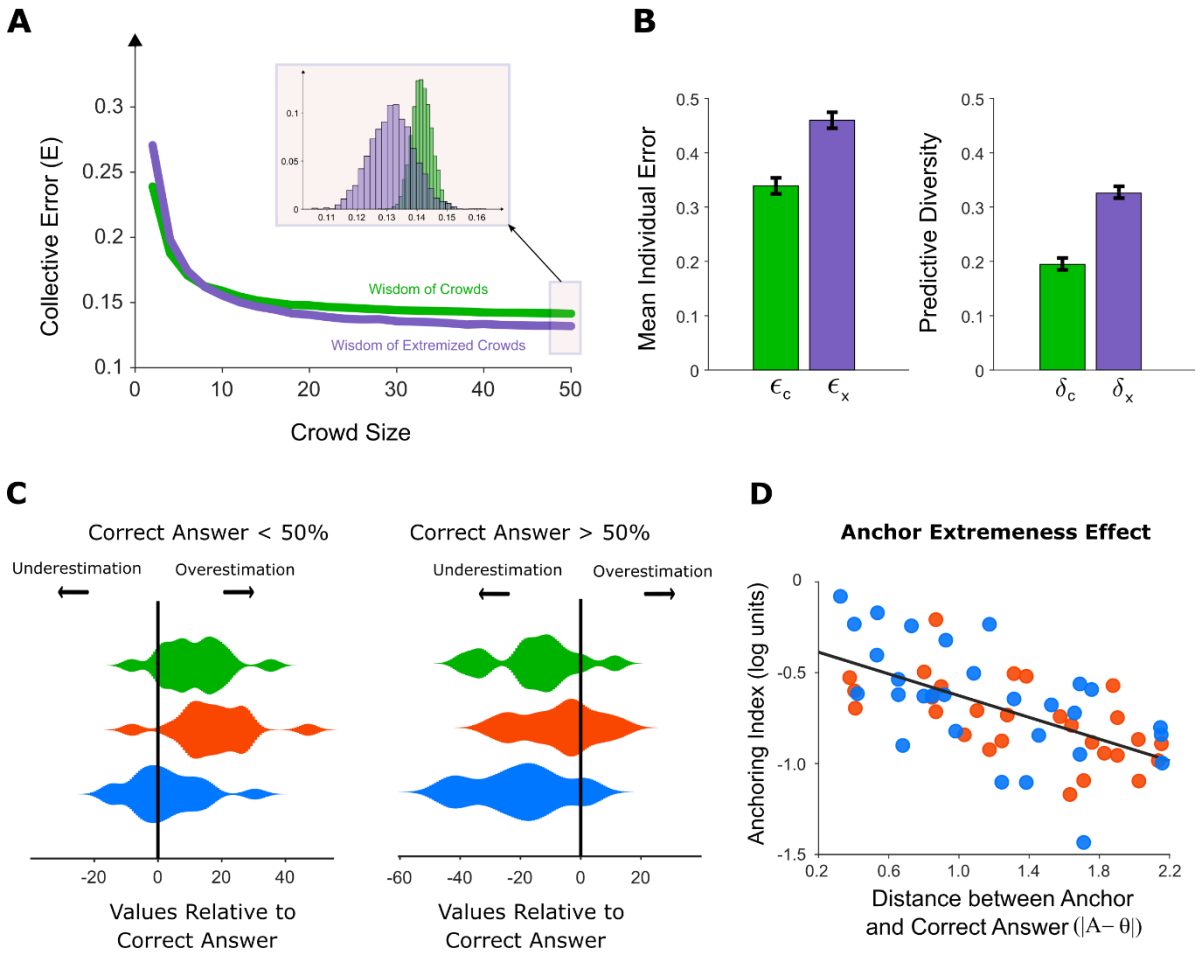 A
Collective Error (E)
0.3
0.25
0.2
0.15
0.1
0
10
20
30
40
50
Crowd Size
0.1
0.05
0
0.11
0.12
0.13
0.14
0.15
0.16
Wisdom of Crowds
Wisdom of Extremized Crowds
B
Mean Individual Error
0.5
0.4
0.3
0.2
0.1
0
ϵc
ϵx
Predictive Diversity
0.5
0.4
0.3
0.2
0.1
0
δc
δx
C
Correct Answer < 50%
Underestimation
Overestimation
-20
0
20
40
Values Relative to
Correct Answer
Correct Answer > 50%
Underestimation
Overestimation
-60
-40
-20
0
20
Values Relative to
Correct Answer
D
Anchor Extremeness Effect
Anchoring Index (log units)
0
-0.5
-1.0
-1.5
0.2
0.6
1.0
1.4
1.8
2.2
Distance between Anchor
and Correct Answer (|A− θ|)